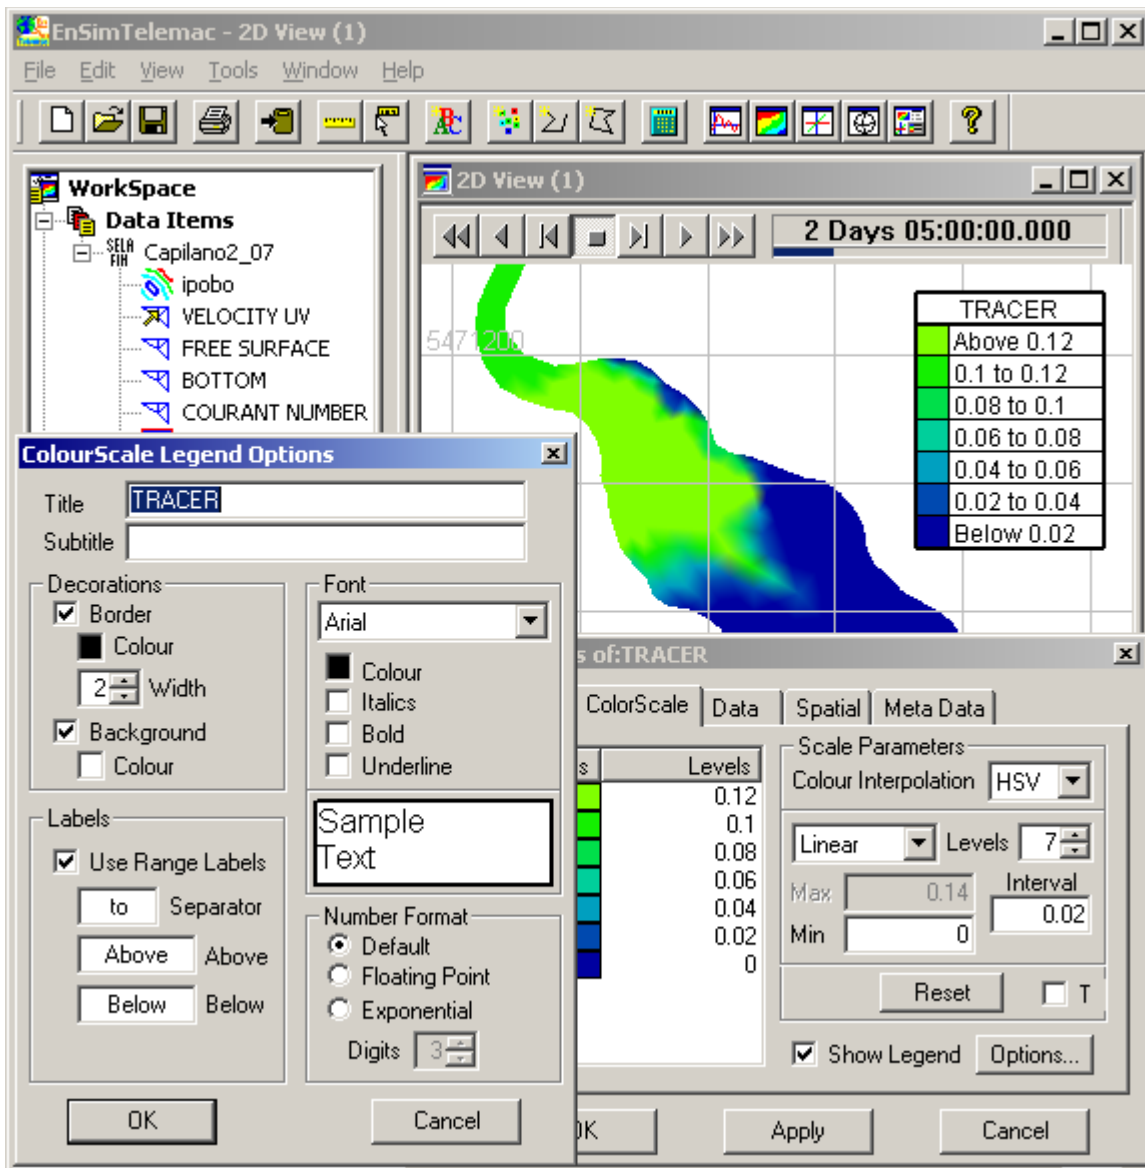 EnSimTelemac - 2D View (1)
File Edit View Tools Window Help
WorkSpace
Data Items
SELA
FIN
Capilano2_07
ipobo
VELOCITY UV
FREE SURFACE
BOTTOM
COURANT NUMBER
2D View (1)
2 Days 05:00:00.000
5471200
TRACER
Above 0.12
0.1 to 0.12
0.08 to 0.1
0.06 to 0.08
0.04 to 0.06
0.02 to 0.04
Below 0.02
ColourScale Legend Options
Title TRACER
Subtitle
Decorations
Border
Colour
2 Width
Background
Colour
Labels
Use Range Labels
to Separator
Above Above
Below Below
Font
Arial
Colour
Italics
Bold
Underline
Sample
Text
Number Format
Default
Floating Point
Exponential
Digits 3
OK Cancel
s of:TRACER
ColorScale Data Spatial Meta Data
s Levels
0.12
0.1
0.08
0.06
0.04
0.02
0
Scale Parameters
Colour Interpolation HSV
Linear Levels 7
Max 0.14
Interval
0.02
Min 0
Reset T
Show Legend Options...
OK Apply Cancel